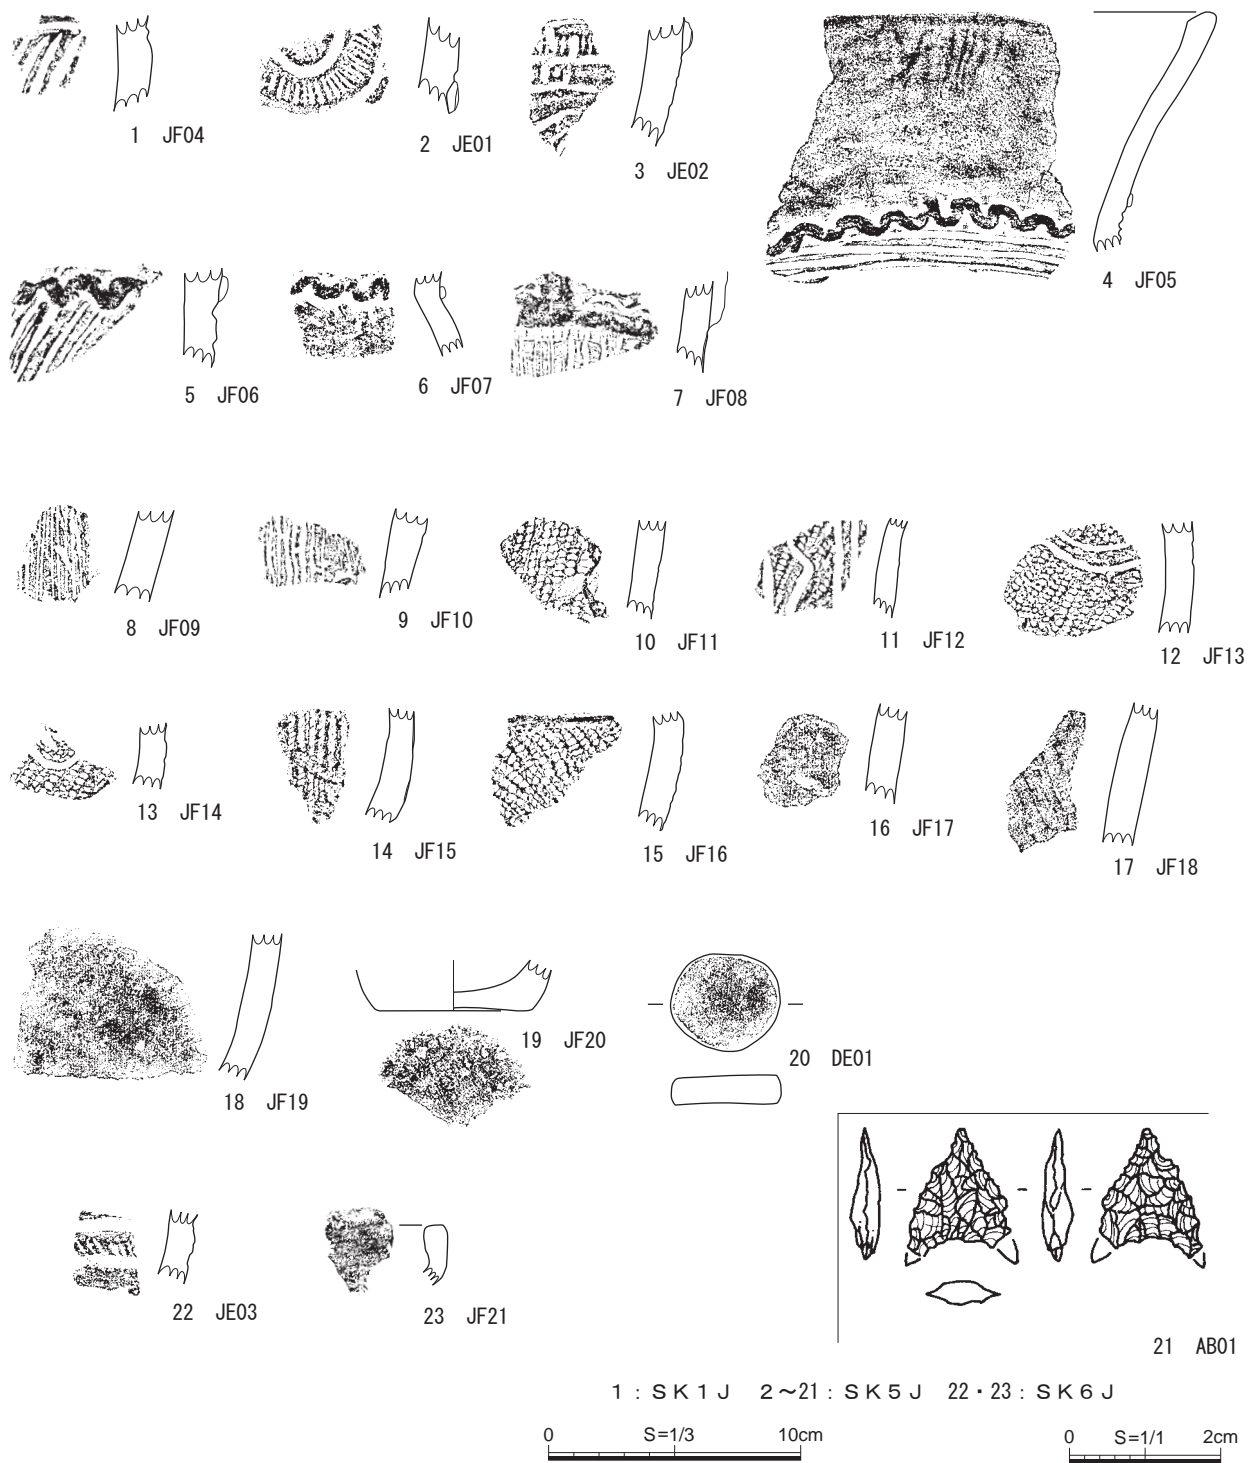 1 JF04
2 JE01
3 JE02
4 JF05
5 JF06
6 JF07
7 JF08
8 JF09
9 JF10
10 JF11
11 JF12
12 JF13
13 JF14
14 JF15
15 JF16
16 JF17
17 JF18
18 JF19
19 JF20
20 DE01
21 AB01
22 JE03
23 JF21
1：ＳＫ１Ｊ　2～21：ＳＫ５Ｊ　22・23：ＳＫ６Ｊ
0 S=1/3 10cm
0 S=1/1 2cm